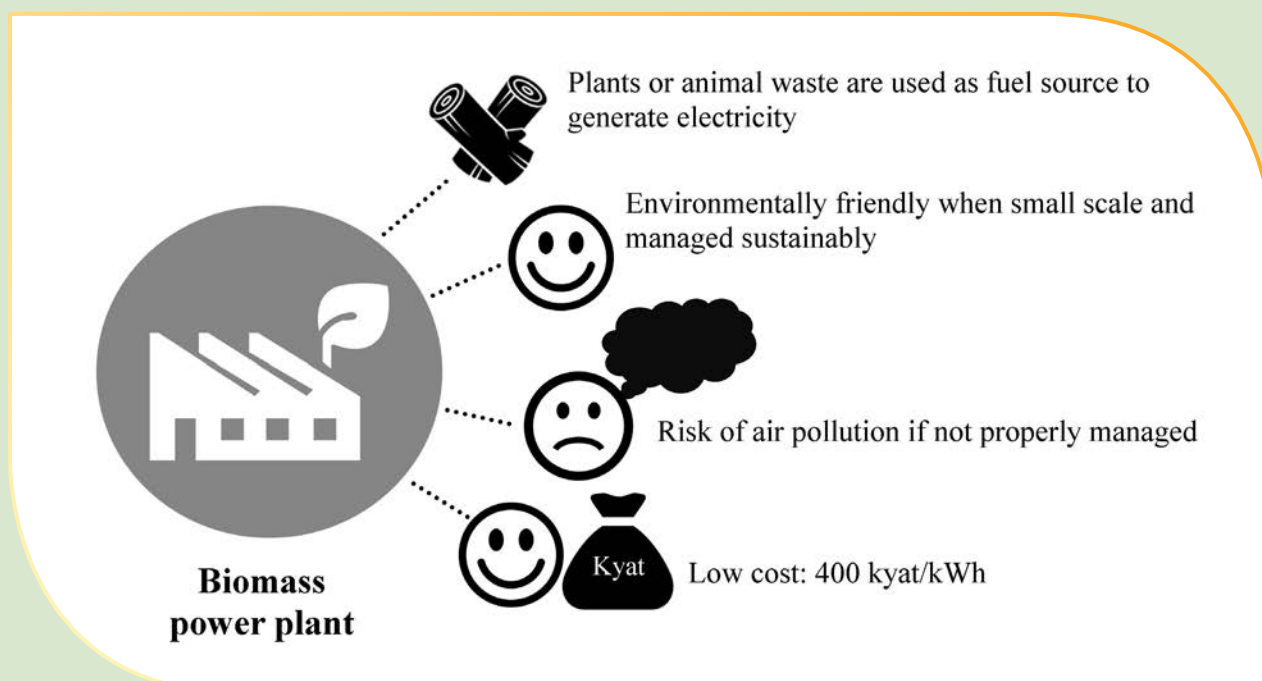 Plants or animal waste are used as fuel source to
generate electricity
Environmentally friendly when small scale and
managed sustainably
Risk of air pollution if not properly managed
Kyat
Low cost: 400 kyat/kWh
Biomass
power plant